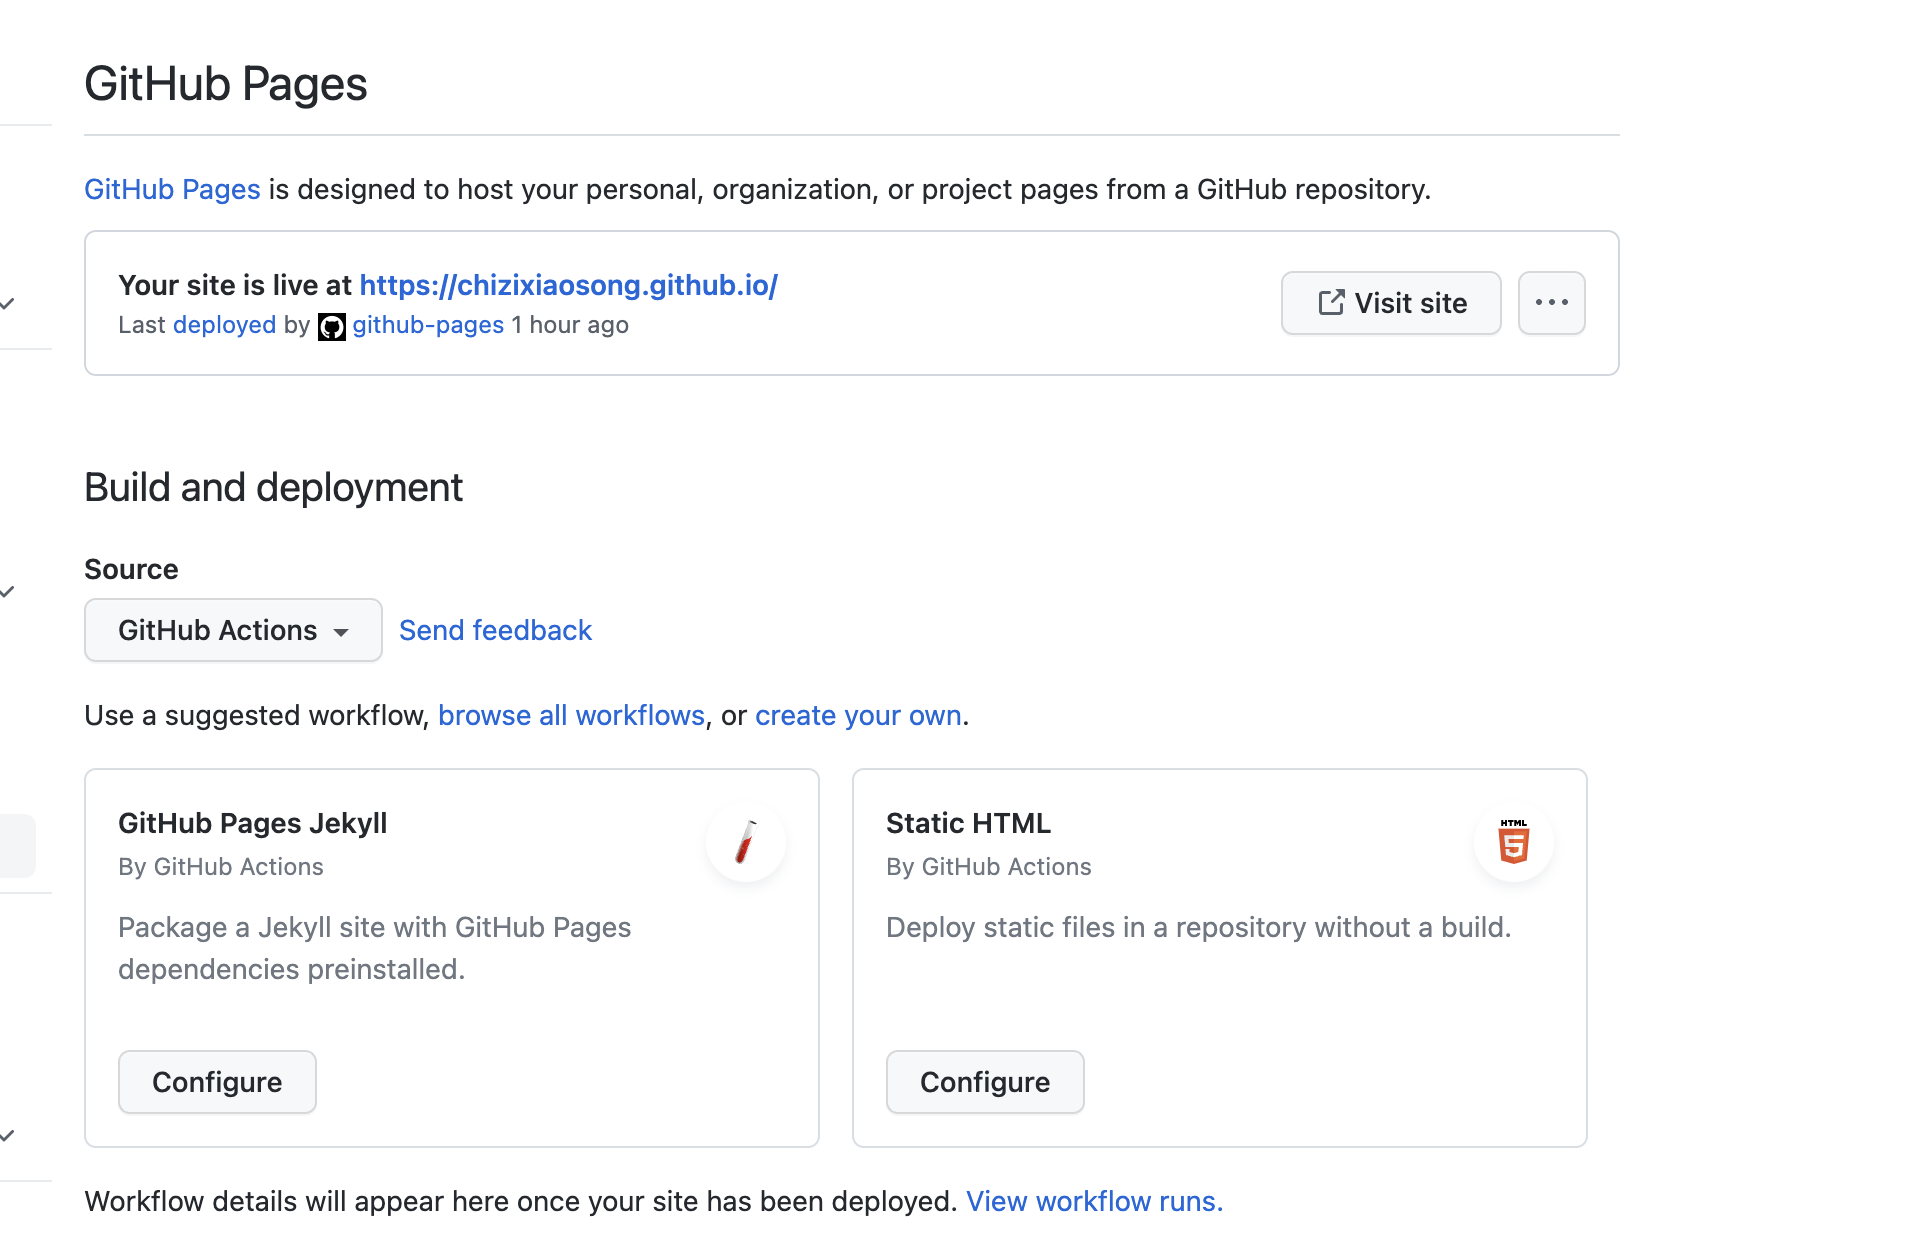 GitHub Pages
GitHub Pages is designed to host your personal, organization, or project pages from a GitHub repository.
Your site is live at https://chizixiaosong.github.io/
Last deployed by github-pages 1 hour ago
Visit site
Build and deployment
Source
GitHub Actions
Send feedback
Use a suggested workflow, browse all workflows, or create your own.
GitHub Pages Jekyll
By GitHub Actions
Package a Jekyll site with GitHub Pages
dependencies preinstalled.
Configure
Static HTML
By GitHub Actions
HTML
5
Deploy static files in a repository without a build.
Configure
Workflow details will appear here once your site has been deployed. View workflow runs.